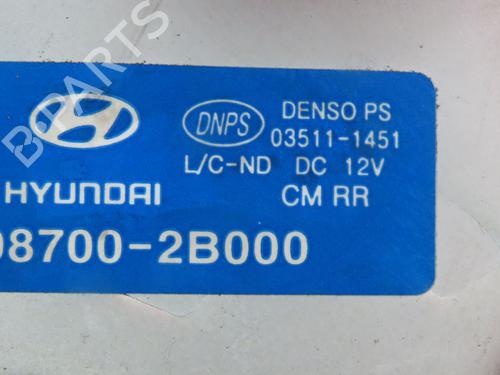 DENSO PS
DNPS
03511-1451
L/C-ND DC 12V
HYUNDAI
CM RR
98700-2B000
B-PARTS